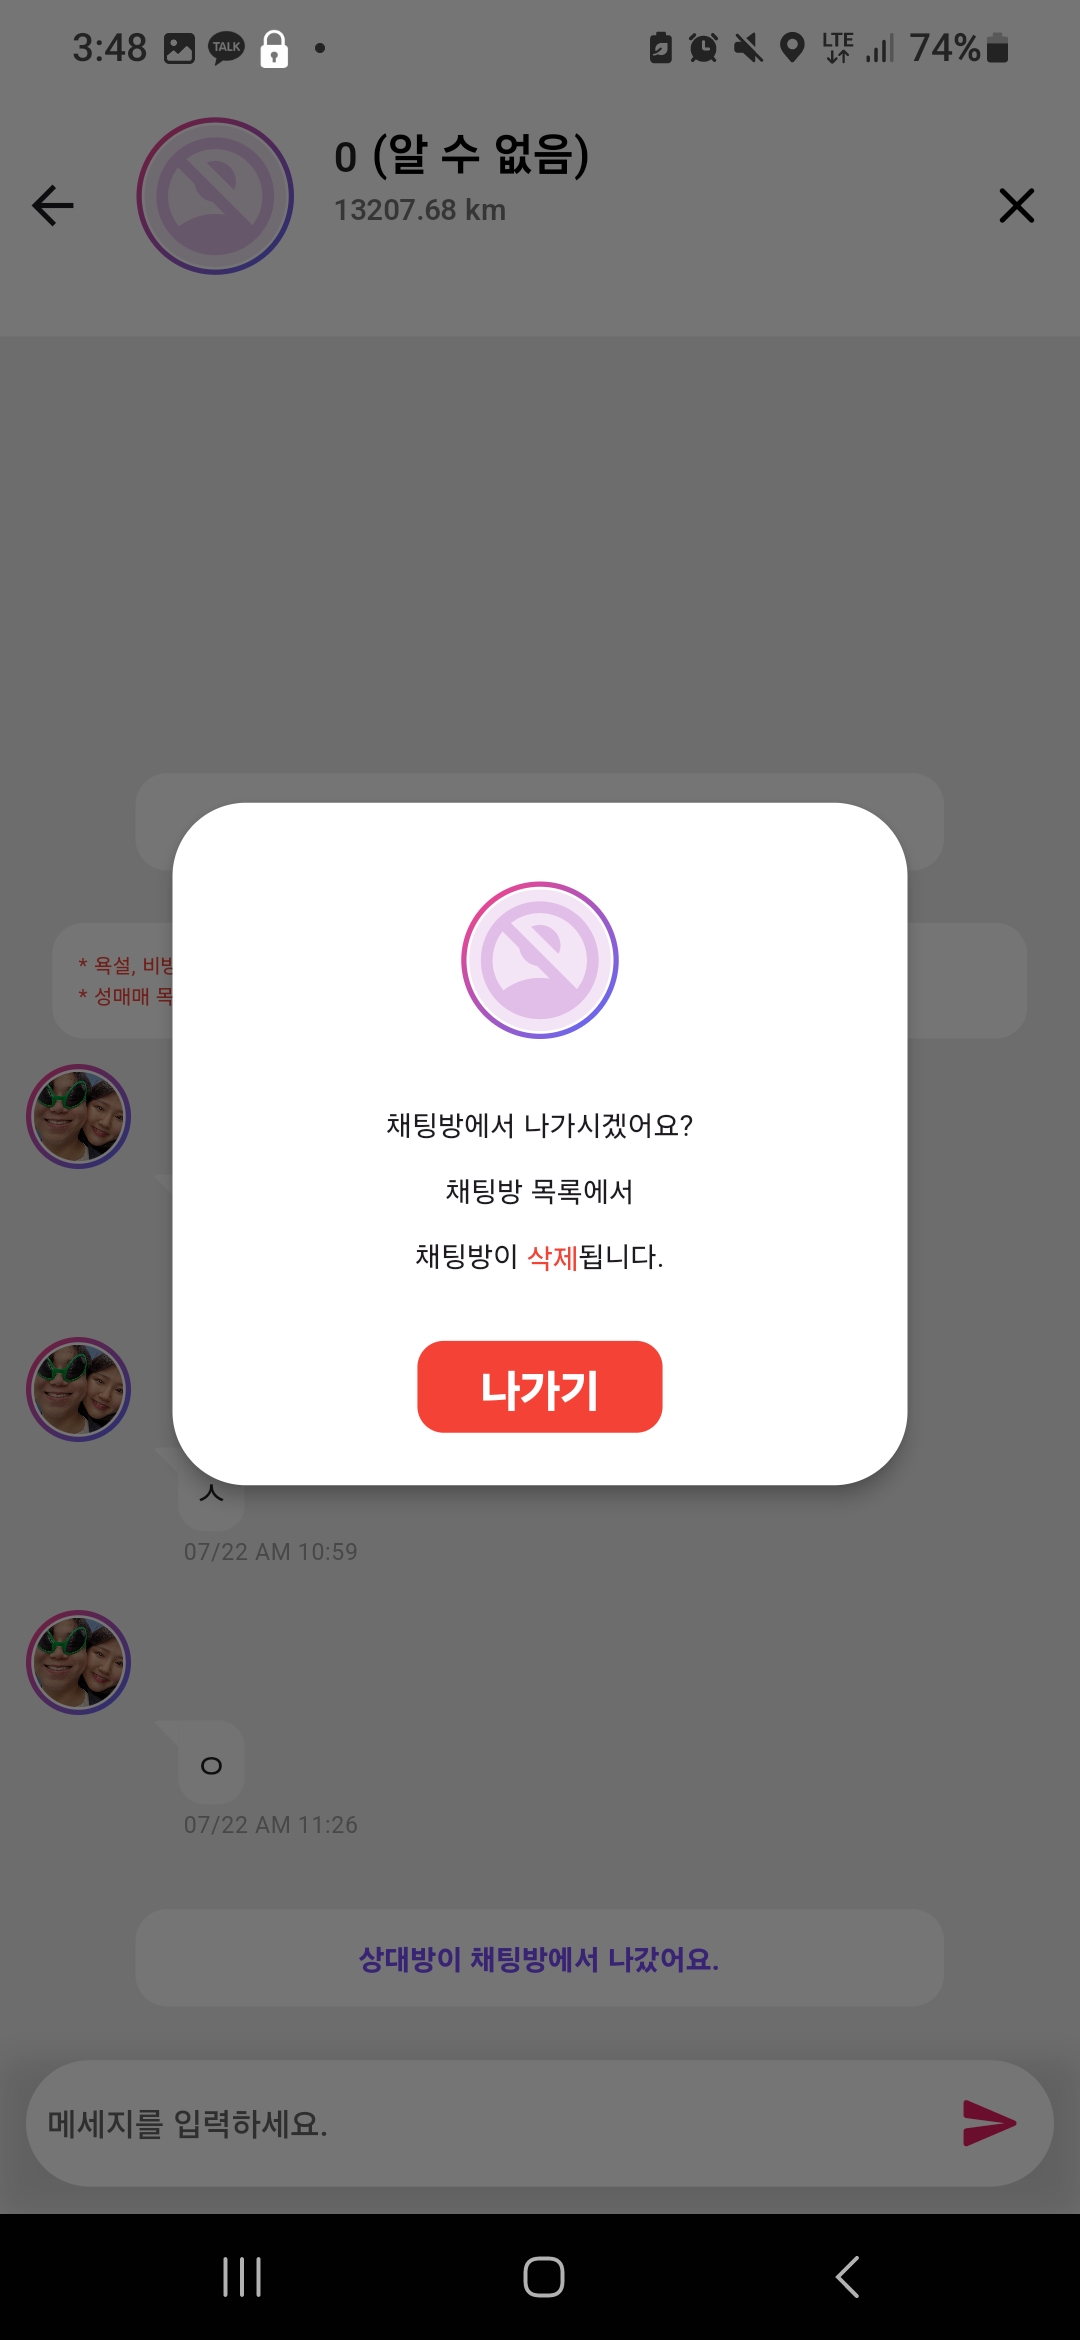 3:48 TALK LTE 74%
0 (알 수 없음)
13207.68 km
* 욕설, 비방
* 성매매 목
채팅방에서 나가시겠어요?
채팅방 목록에서
채팅방이 삭제됩니다.
나가기
ㅅ
07/22 AM 10:59
ㅇ
07/22 AM 11:26
상대방이 채팅방에서 나갔어요.
메세지를 입력하세요.